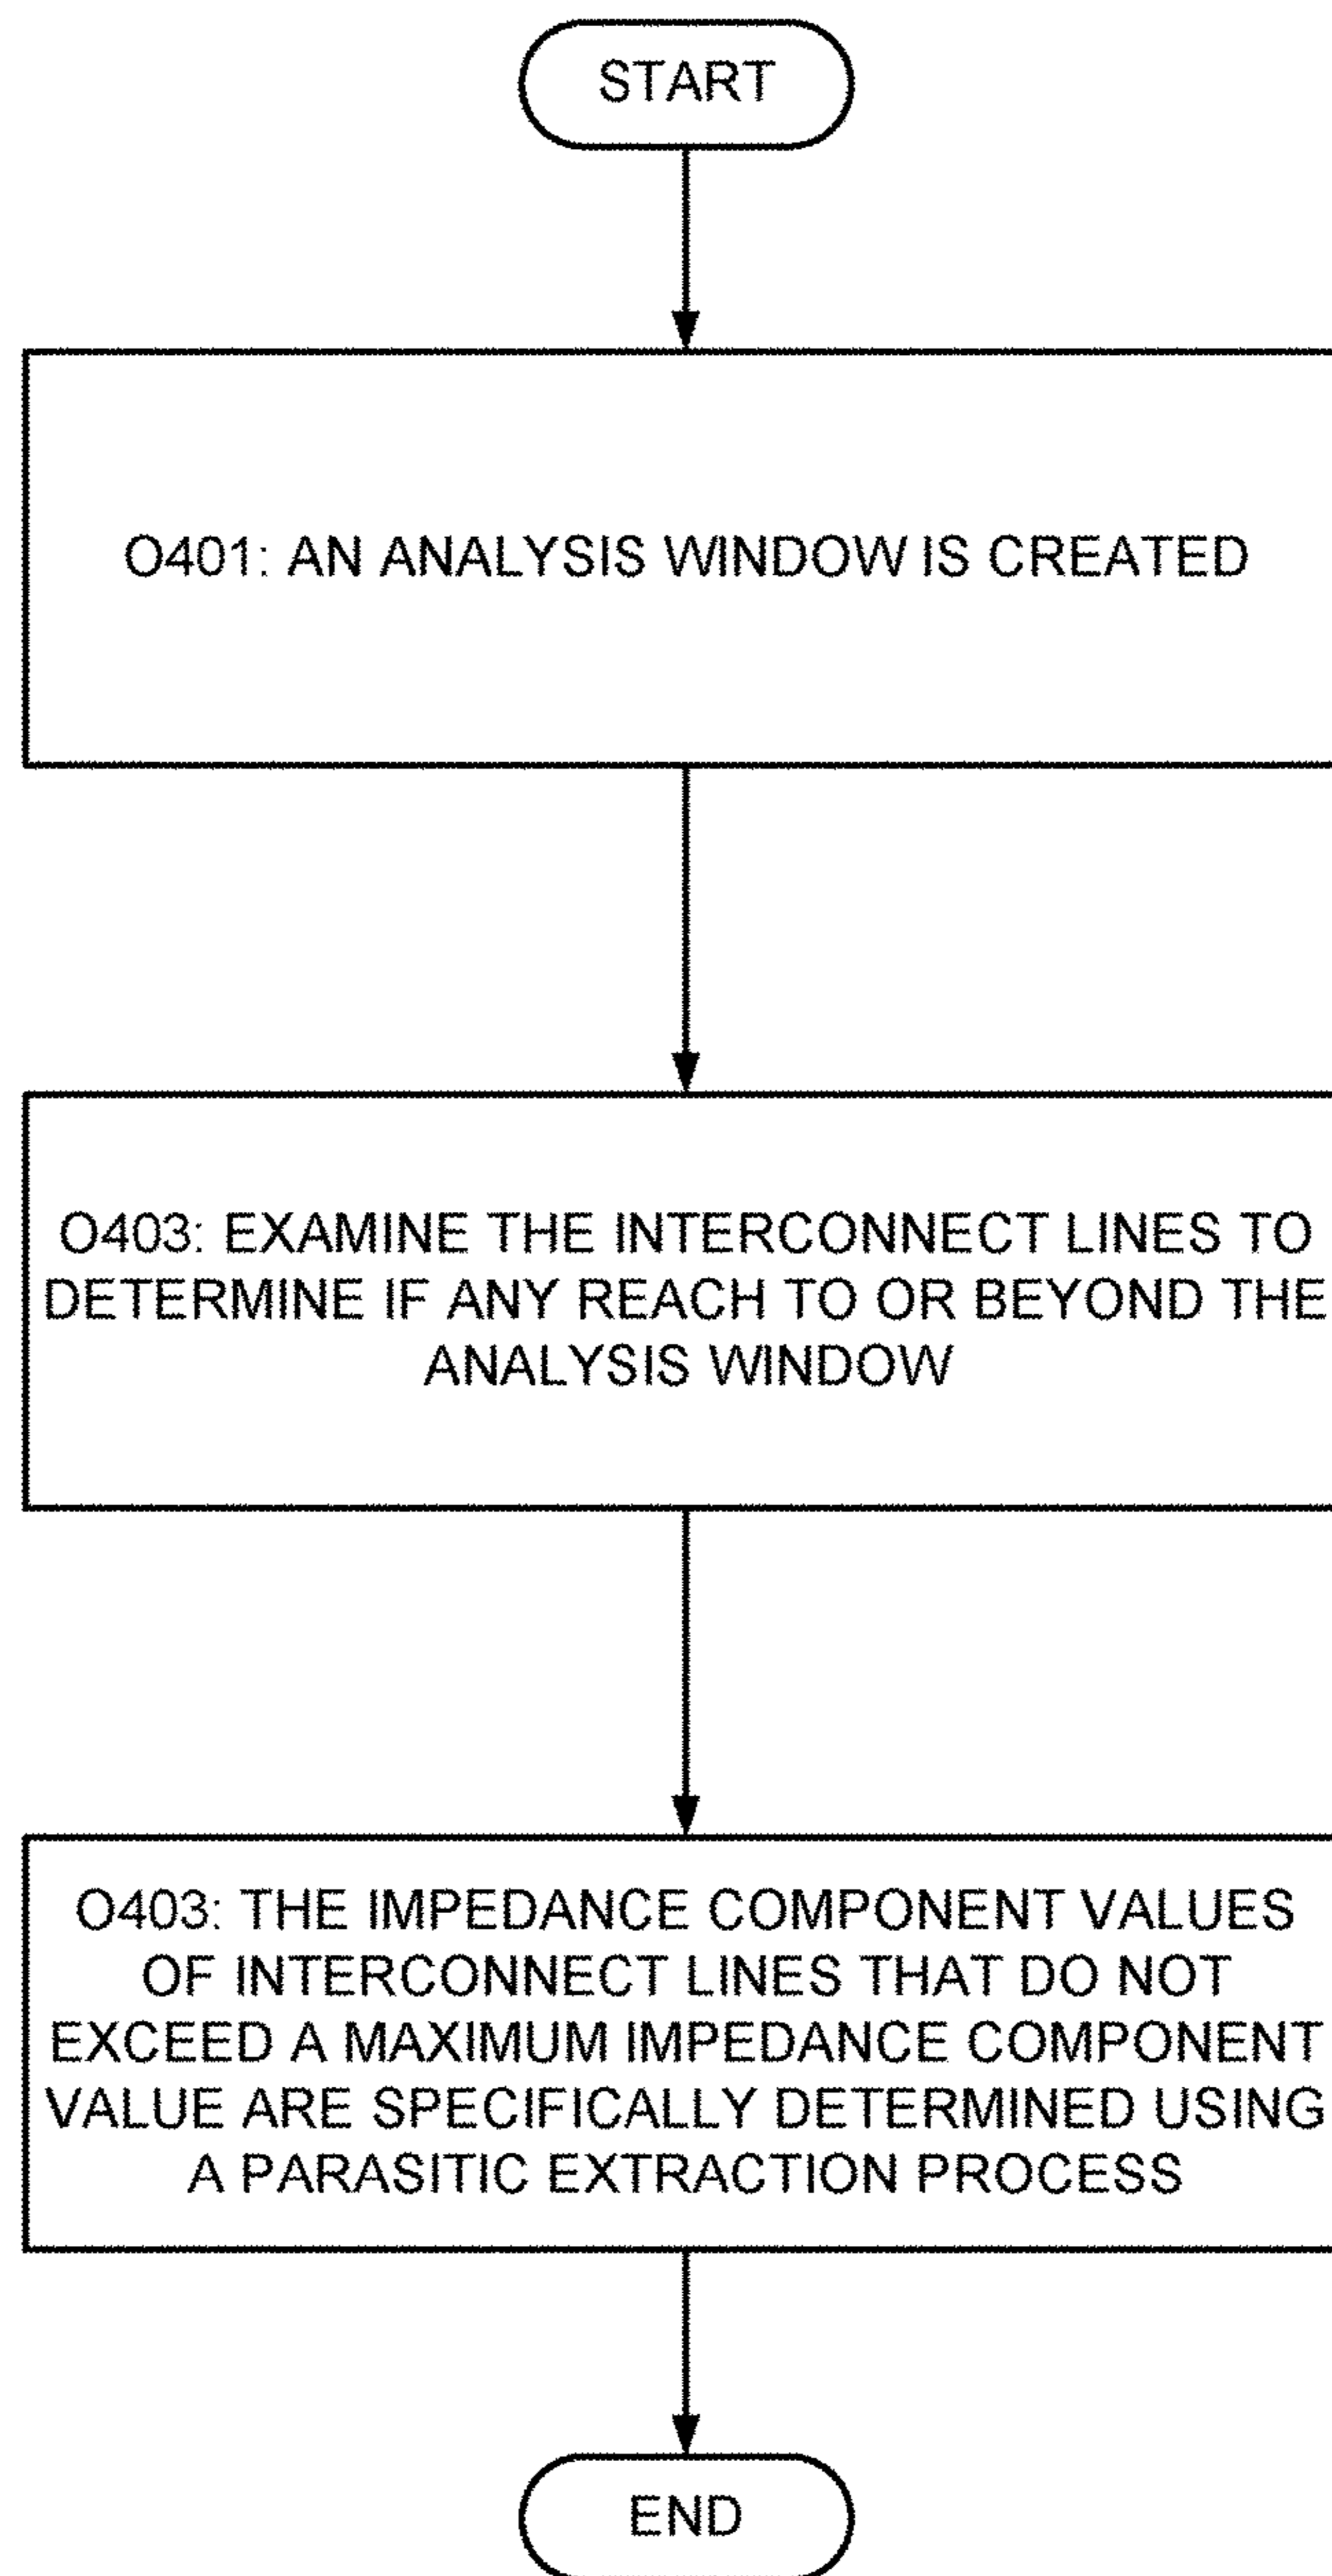 START
O401: AN ANALYSIS WINDOW IS CREATED
O403: EXAMINE THE INTERCONNECT LINES TO
DETERMINE IF ANY REACH TO OR BEYOND THE
ANALYSIS WINDOW
O403: THE IMPEDANCE COMPONENT VALUES
OF INTERCONNECT LINES THAT DO NOT
EXCEED A MAXIMUM IMPEDANCE COMPONENT
VALUE ARE SPECIFICALLY DETERMINED USING
A PARASITIC EXTRACTION PROCESS
END